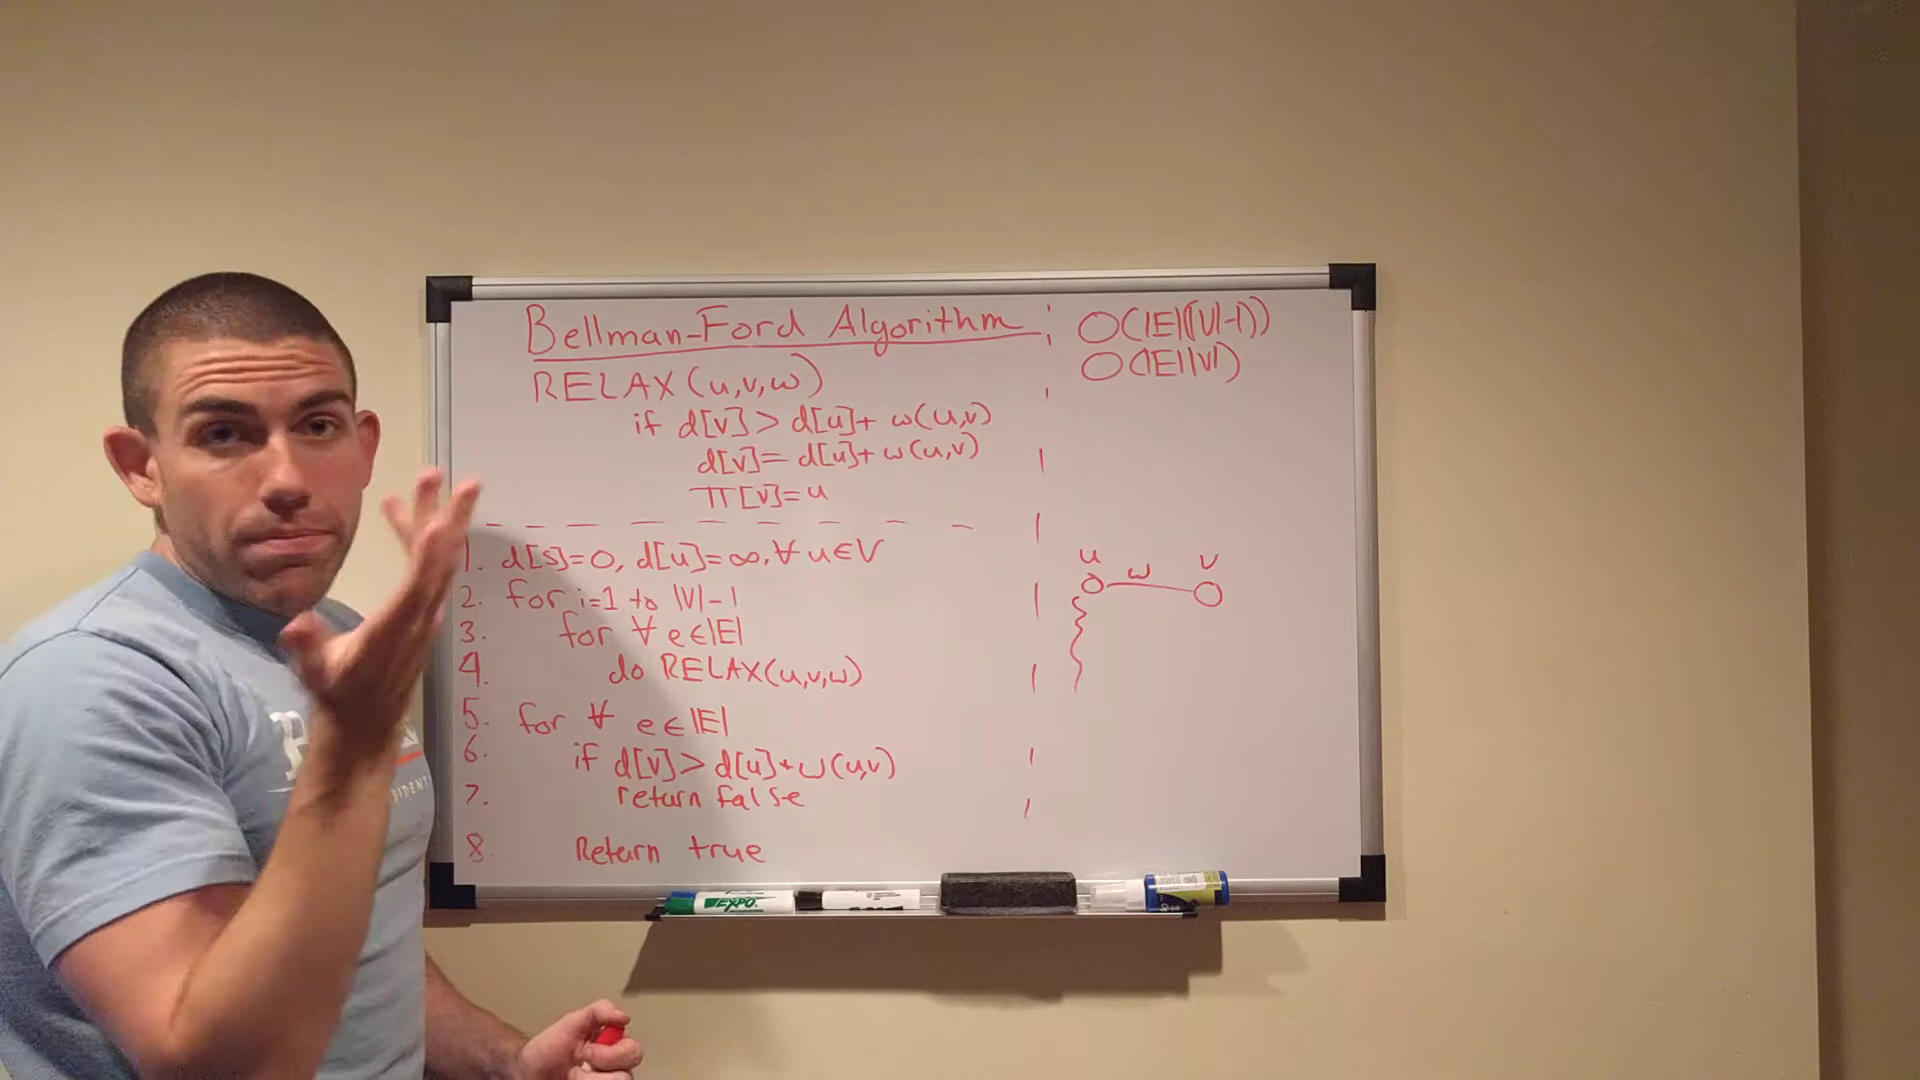 Bellman-Ford Algorithm
RELAX(u,v,w)
if d[v]> d[u]+ w(u,v)
d[v]= d[u]+w(u,v)
π[v]=u
1. d[s]=0, d[u]=∞, ∀ u∈V
2. for i=1 to |V|-1
3. for ∀ e∈|E|
4. do RELAX(u,v,w)
5. for ∀ e∈|E|
6. if d[v]> d[u]+w(u,v)
7. return false
8. Return true
O(|E|(|V|-1))
O(|E||V|)
u w v
EXPO